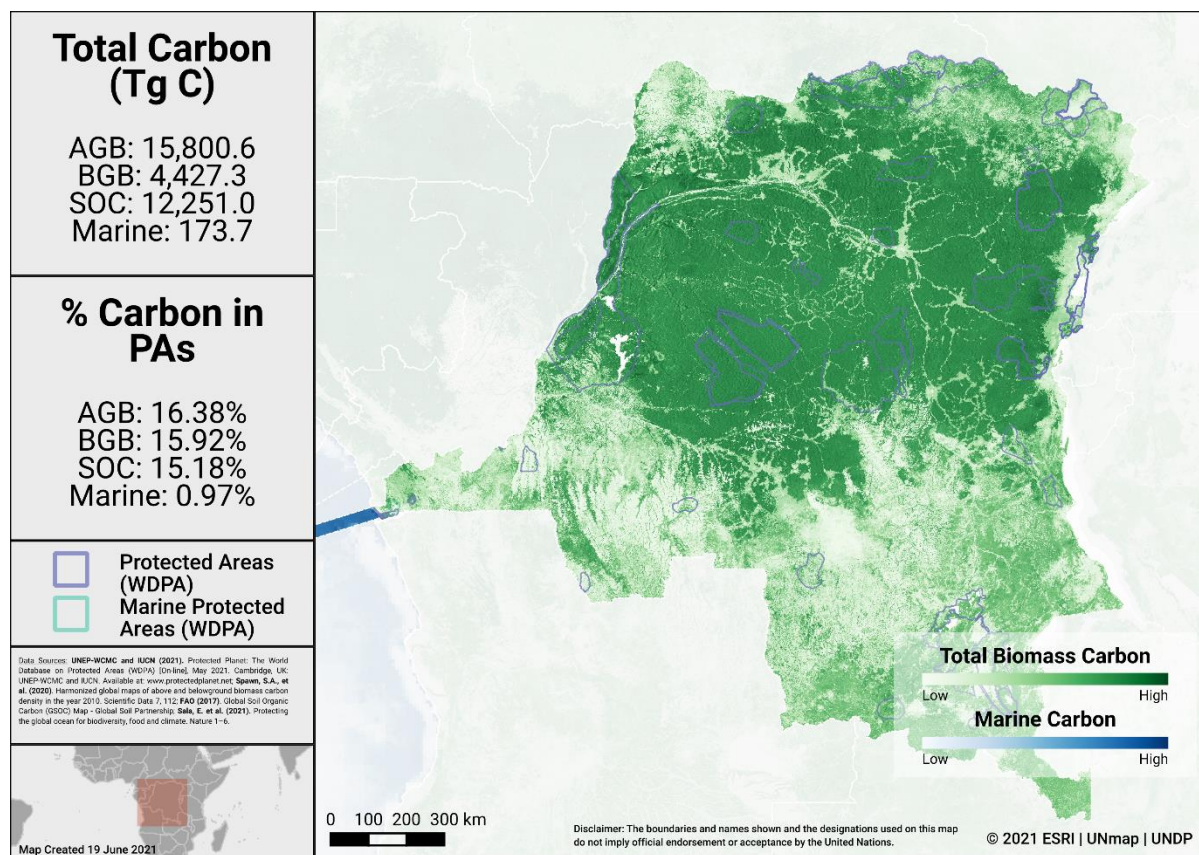 Total Carbon
(Tg C)
AGB: 15,800.6
BGB: 4,427.3
SOC: 12,251.0
Marine: 173.7
% Carbon in
PAs
AGB: 16.38%
BGB: 15.92%
SOC: 15.18%
Marine: 0.97%
Protected Areas
(WDPA)
Marine Protected
Areas (WDPA)
Data Sources: UNEP-WCMC and IUCN (2021). Protected Planet: The World
Database on Protected Areas (WDPA) [On-line], May 2021. Cambridge, UK:
UNEP-WCMC and IUCN. Available at: www.protectedplanet.net; Spawn, S.A., et
al. (2020). Harmonized global maps of above and belowground biomass carbon
density in the year 2010. Scientific Data 7, 112; FAO (2017). Global Soil Organic
Carbon (GSOC) Map - Global Soil Partnership; Sala, E. et al. (2021). Protecting
the global ocean for biodiversity, food and climate. Nature 1–6.
Map Created 19 June 2021
Total Biomass Carbon
Low High
Marine Carbon
Low High
0 100 200 300 km
Disclaimer: The boundaries and names shown and the designations used on this map
do not imply official endorsement or acceptance by the United Nations.
© 2021 ESRI | UNmap | UNDP